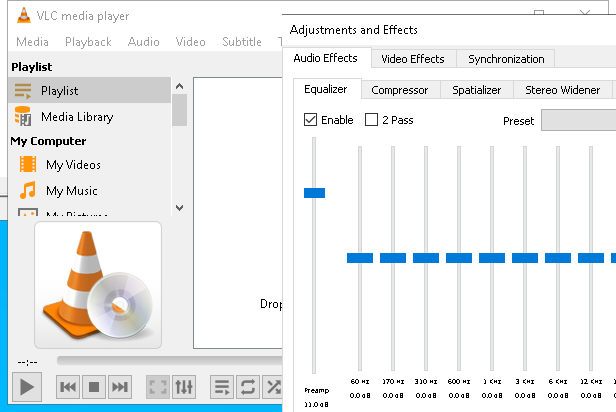 VLC media player
Media Playback Audio Video Subtitle
Playlist
Playlist
Media Library
My Computer
My Videos
My Music
My Pictures
Drop
--:--
Adjustments and Effects
Audio Effects Video Effects Synchronization
Equalizer Compressor Spatializer Stereo Widener
Enable 2 Pass Preset
60 Hz 170 Hz 310 Hz 600 Hz 1 KHz 3 KHz 6 KHz 12 KHz
Preamp 0.0 dB 0.0 dB 0.0 dB 0.0 dB 0.0 dB 0.0 dB 0.0 dB 0.0 dB
11.0 dB